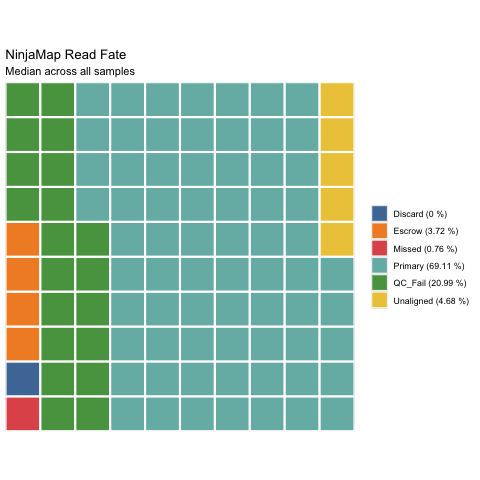 NinjaMap Read Fate
Median across all samples
Discard (0 %)
Escrow (3.72 %)
Missed (0.76 %)
Primary (69.11 %)
QC_Fail (20.99 %)
Unaligned (4.68 %)